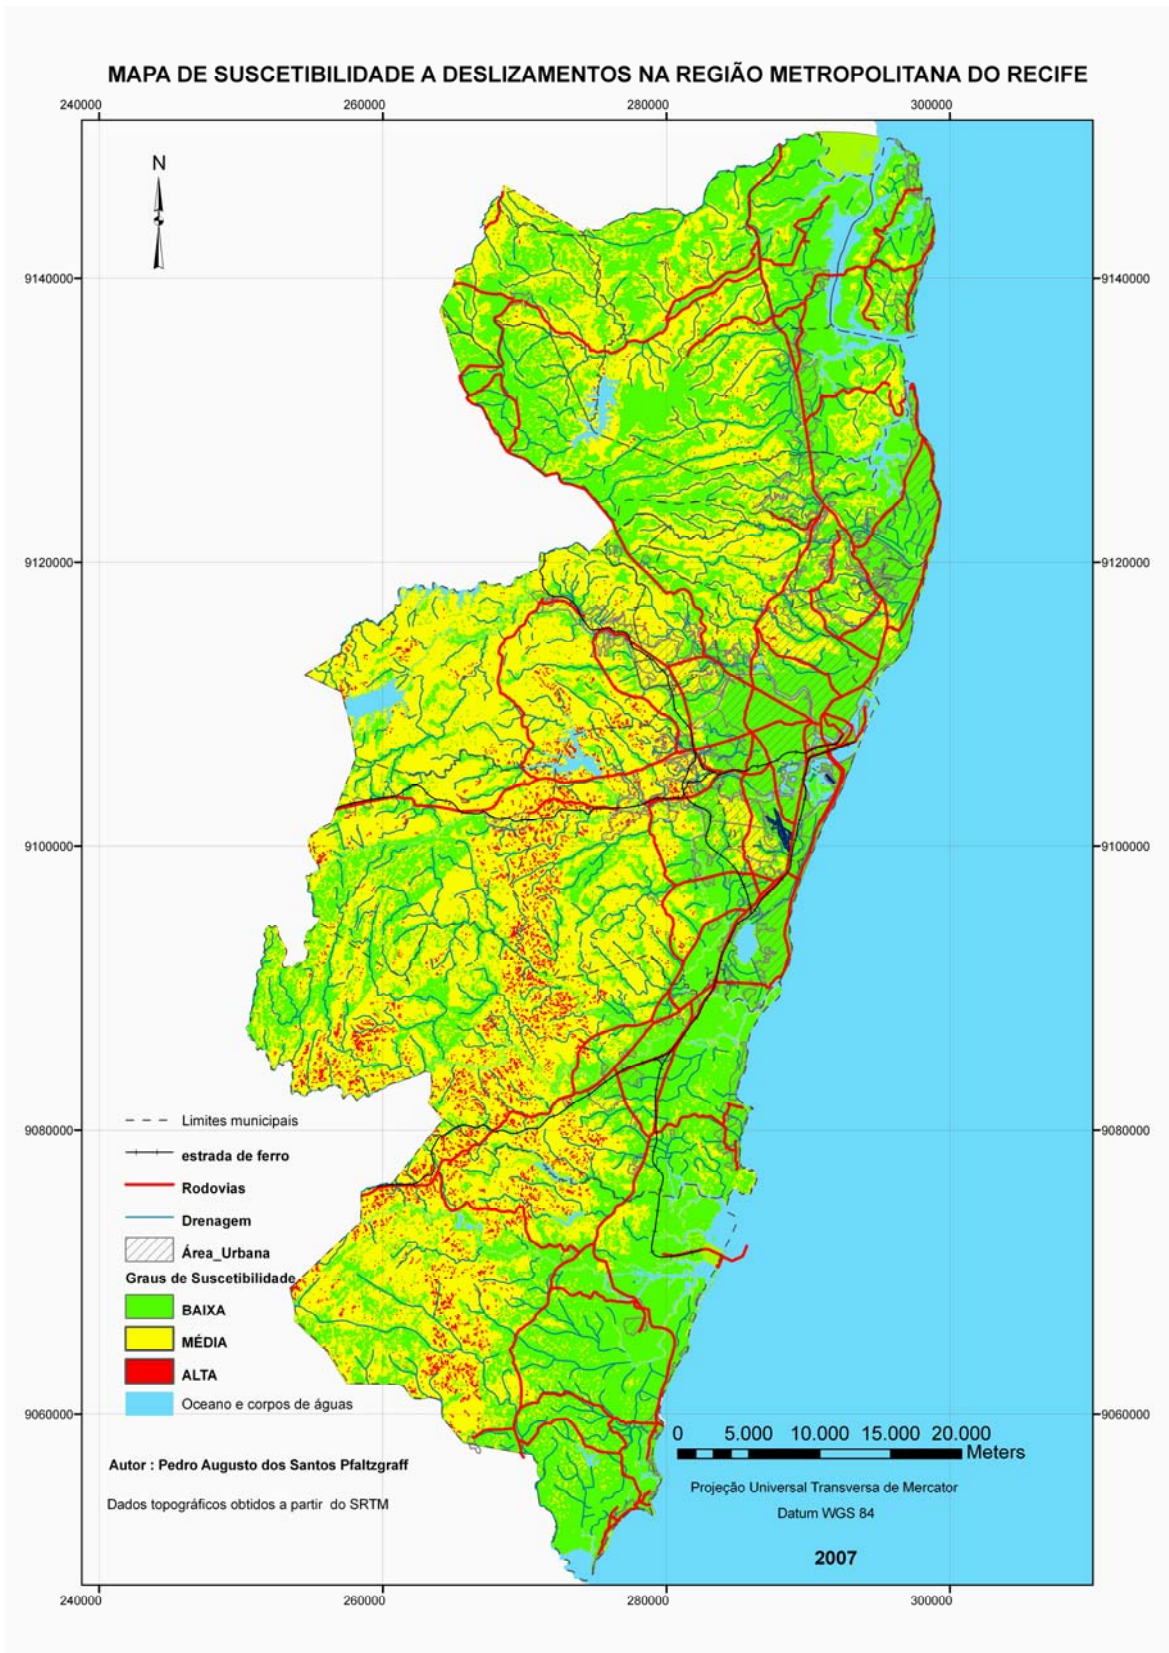 MAPA DE SUSCETIBILIDADE A DESLIZAMENTOS NA REGIÃO METROPOLITANA DO RECIFE
240000 260000 280000 300000
N
9140000 9140000
9120000 9120000
9100000 9100000
9080000 9080000
9060000 9060000
Limites municipais
estrada de ferro
Rodovias
Drenagem
Área_Urbana
Graus de Suscetibilidade
BAIXA
MÉDIA
ALTA
Oceano e corpos de águas
Autor : Pedro Augusto dos Santos Pfaltzgraff
Dados topográficos obtidos a partir do SRTM
0 5.000 10.000 15.000 20.000
Meters
Projeção Universal Transversa de Mercator
Datum WGS 84
2007
240000 260000 280000 300000